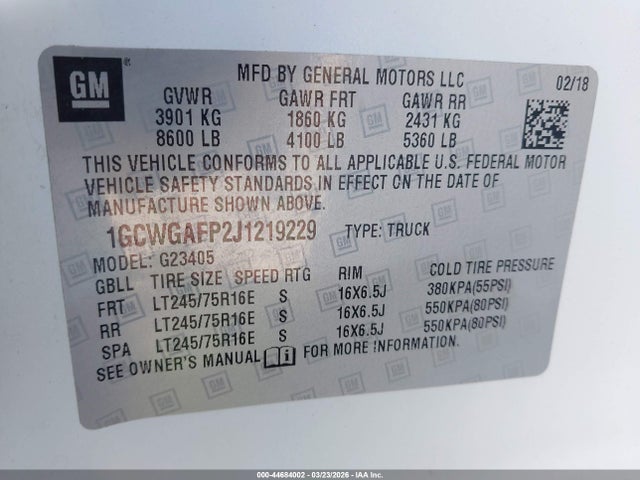 GM ®
MFD BY GENERAL MOTORS LLC 02/18
GVWR GAWR FRT GAWR RR
3901 KG 1860 KG 2431 KG
8600 LB 4100 LB 5360 LB
THIS VEHICLE CONFORMS TO ALL APPLICABLE U.S. FEDERAL MOTOR
VEHICLE SAFETY STANDARDS IN EFFECT ON THE DATE OF
MANUFACTURE SHOWN ABOVE.
1GCWGAFP2J1219229 TYPE: TRUCK
MODEL: G23405
GBLL TIRE SIZE SPEED RTG RIM COLD TIRE PRESSURE
FRT LT245/75R16E S 16X6.5J 380KPA(55PSI)
RR LT245/75R16E S 16X6.5J 550KPA(80PSI)
SPA LT245/75R16E S 16X6.5J 550KPA(80PSI)
SEE OWNER'S MANUAL i FOR MORE INFORMATION.
000-44684002 | 03/23/2026 - IAA Inc.